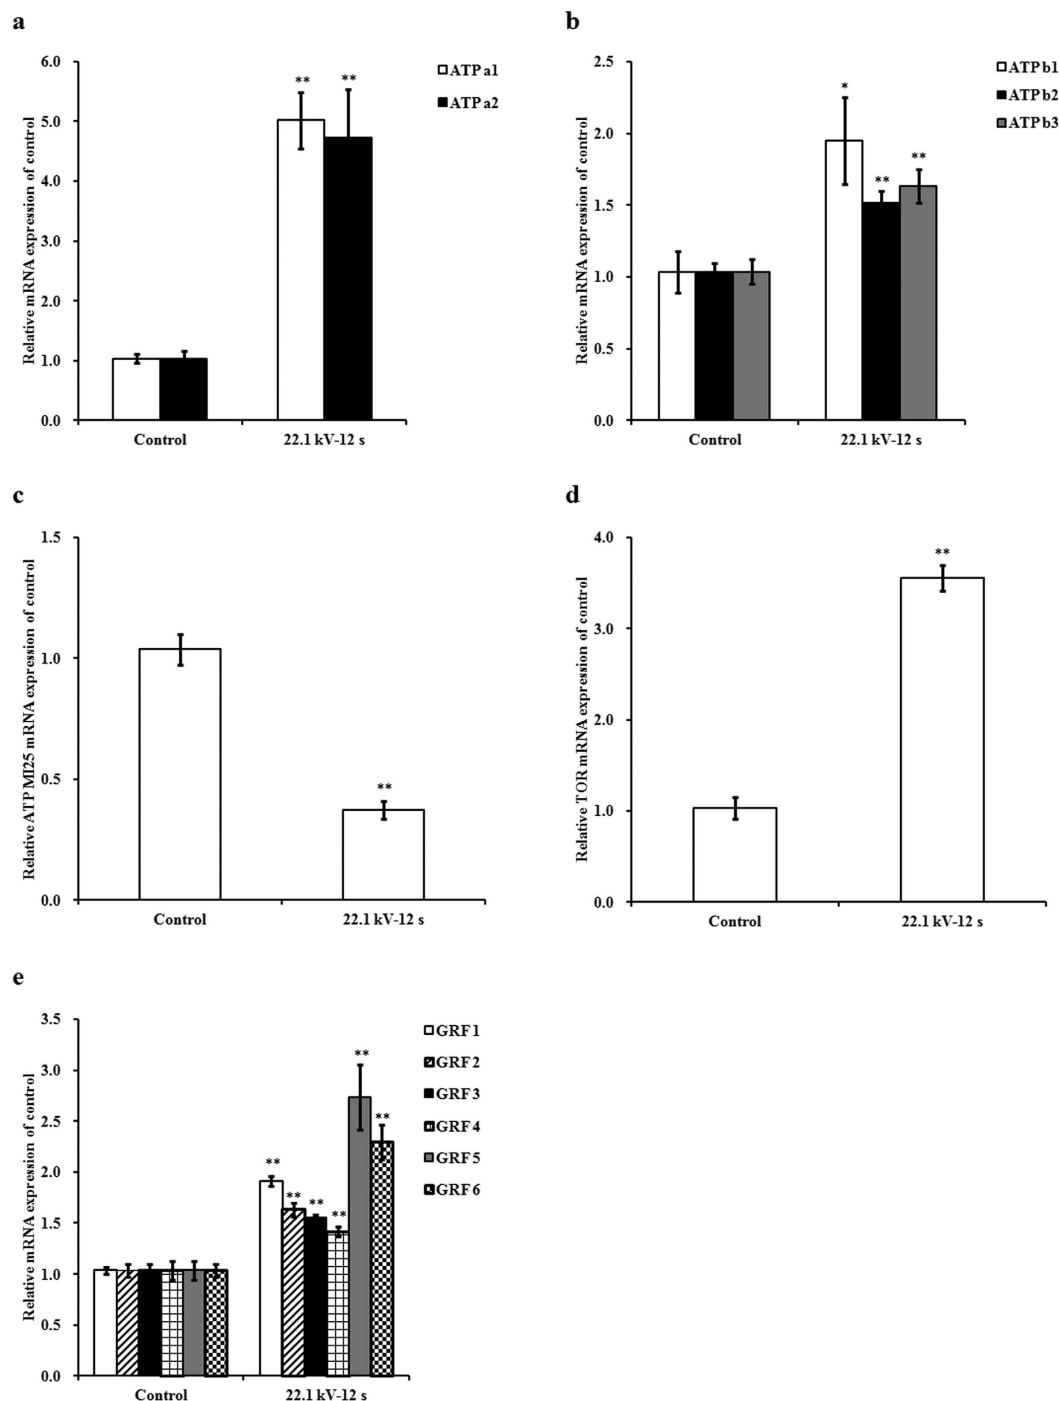 a
Relative mRNA expression of control
6.0
5.0
4.0
3.0
2.0
1.0
0.0
** **
ATPa1
ATPa2
Control 22.1 kV-12 s
b
Relative mRNA expression of control
2.5
2.0
1.5
1.0
0.5
0.0
*
**
**
ATPb1
ATPb2
ATPb3
Control 22.1 kV-12 s
c
Relative ATPMI25 mRNA expression of control
1.5
1.0
0.5
0.0
**
Control 22.1 kV-12 s
d
Relative TOR mRNA expression of control
4.0
3.0
2.0
1.0
0.0
**
Control 22.1 kV-12 s
e
Relative mRNA expression of control
3.5
3.0
2.5
2.0
1.5
1.0
0.5
0.0
**
**
**
**
**
**
GRF1
GRF2
GRF3
GRF4
GRF5
GRF6
Control 22.1 kV-12 s